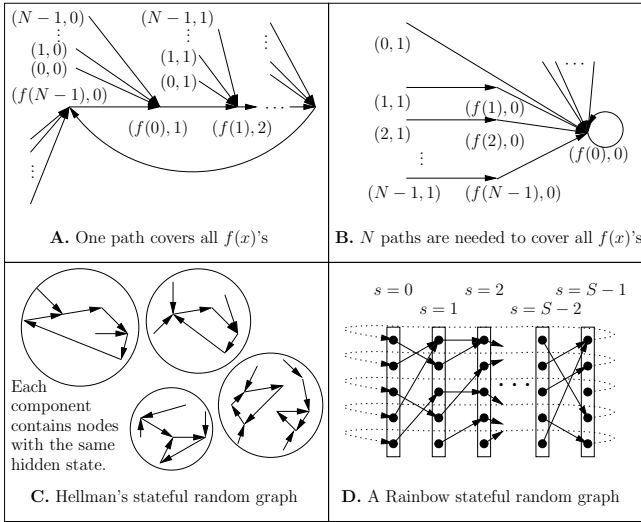 (N−1,0)
(N−1,1)
(1,0)
(1,1)
(0,0)
(0,1)
(f(N−1),0)
(f(0),1)
(f(1),2)
A. One path covers all f(x)'s
(0,1)
(1,1)
(f(1),0)
(2,1)
(f(2),0)
(f(0),0)
(N−1,1)
(f(N−1),0)
B. N paths are needed to cover all f(x)'s
Each
component
contains nodes
with the same
hidden state.
C. Hellman's stateful random graph
s=0
s=1
s=2
s=S−2
s=S−1
D. A Rainbow stateful random graph